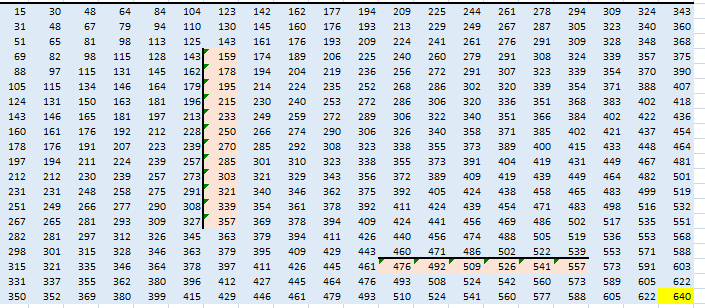 15 30 48 64 84 104 123 142 162 177 194 209 225 244 261 278 294 309 324 343
31 48 67 79 94 110 130 145 160 176 193 213 229 249 267 287 305 323 340 360
51 65 81 98 113 125 143 161 176 193 209 224 241 261 276 291 309 328 348 368
69 82 98 115 128 143 159 174 189 206 225 240 260 279 291 308 324 339 357 375
88 97 115 131 145 162 178 194 204 219 236 256 272 291 307 323 339 354 370 390
105 115 134 146 164 179 195 214 224 235 252 268 286 302 320 339 354 371 388 407
124 131 150 163 181 196 215 230 240 253 272 286 306 320 336 351 368 383 402 418
143 146 165 181 197 213 233 249 259 272 289 306 322 340 351 366 384 402 422 436
160 161 176 192 212 228 250 266 274 290 306 326 340 358 371 385 402 421 437 454
178 176 191 207 223 239 270 285 292 308 323 338 355 373 389 400 415 433 448 464
197 194 211 224 239 257 285 301 310 323 338 355 373 391 404 419 431 449 467 481
212 212 230 239 257 273 303 321 329 343 356 372 389 409 419 439 449 464 482 501
231 231 248 258 275 291 321 340 346 362 375 392 405 424 438 458 465 483 499 519
251 249 266 277 290 308 339 354 361 378 392 411 424 439 454 471 483 498 516 532
267 265 281 293 309 327 357 369 378 394 409 424 441 456 469 486 502 517 535 551
282 281 297 312 326 345 363 379 394 411 426 440 456 474 488 505 519 536 553 568
298 301 315 328 346 363 379 395 409 429 443 460 471 486 502 522 539 553 571 588
315 321 335 346 364 378 397 411 426 445 461 476 492 509 526 541 557 573 591 603
331 337 355 362 380 396 412 427 445 464 476 493 508 524 542 560 573 589 605 623
350 352 369 380 399 415 429 446 461 479 493 510 524 541 560 577 588 605 622 640